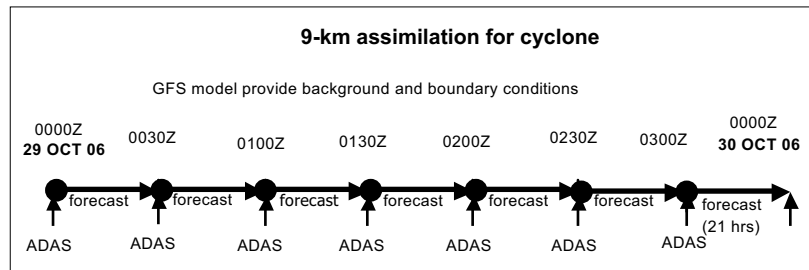 9-km assimilation for cyclone
GFS model provide background and boundary conditions
0000Z 0030Z 0100Z 0130Z 0200Z 0230Z 0300Z 0000Z
29 OCT 06 30 OCT 06
forecast forecast forecast forecast forecast forecast forecast
(21 hrs)
ADAS ADAS ADAS ADAS ADAS ADAS ADAS